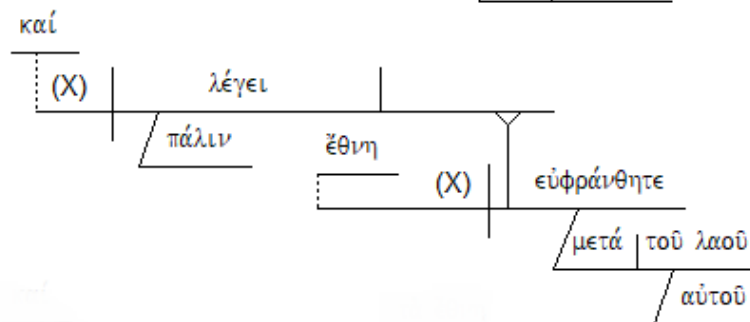 καί
(X) λέγει
πάλιν ἔθνη
(X) εὐφράνθητε
μετά τοῦ λαοῦ
αὐτοῦ